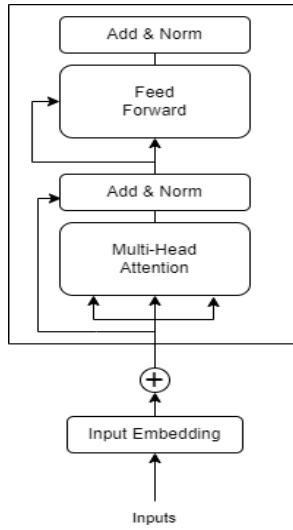 Add & Norm
Feed
Forward
Add & Norm
Multi-Head
Attention
+
Input Embedding
Inputs